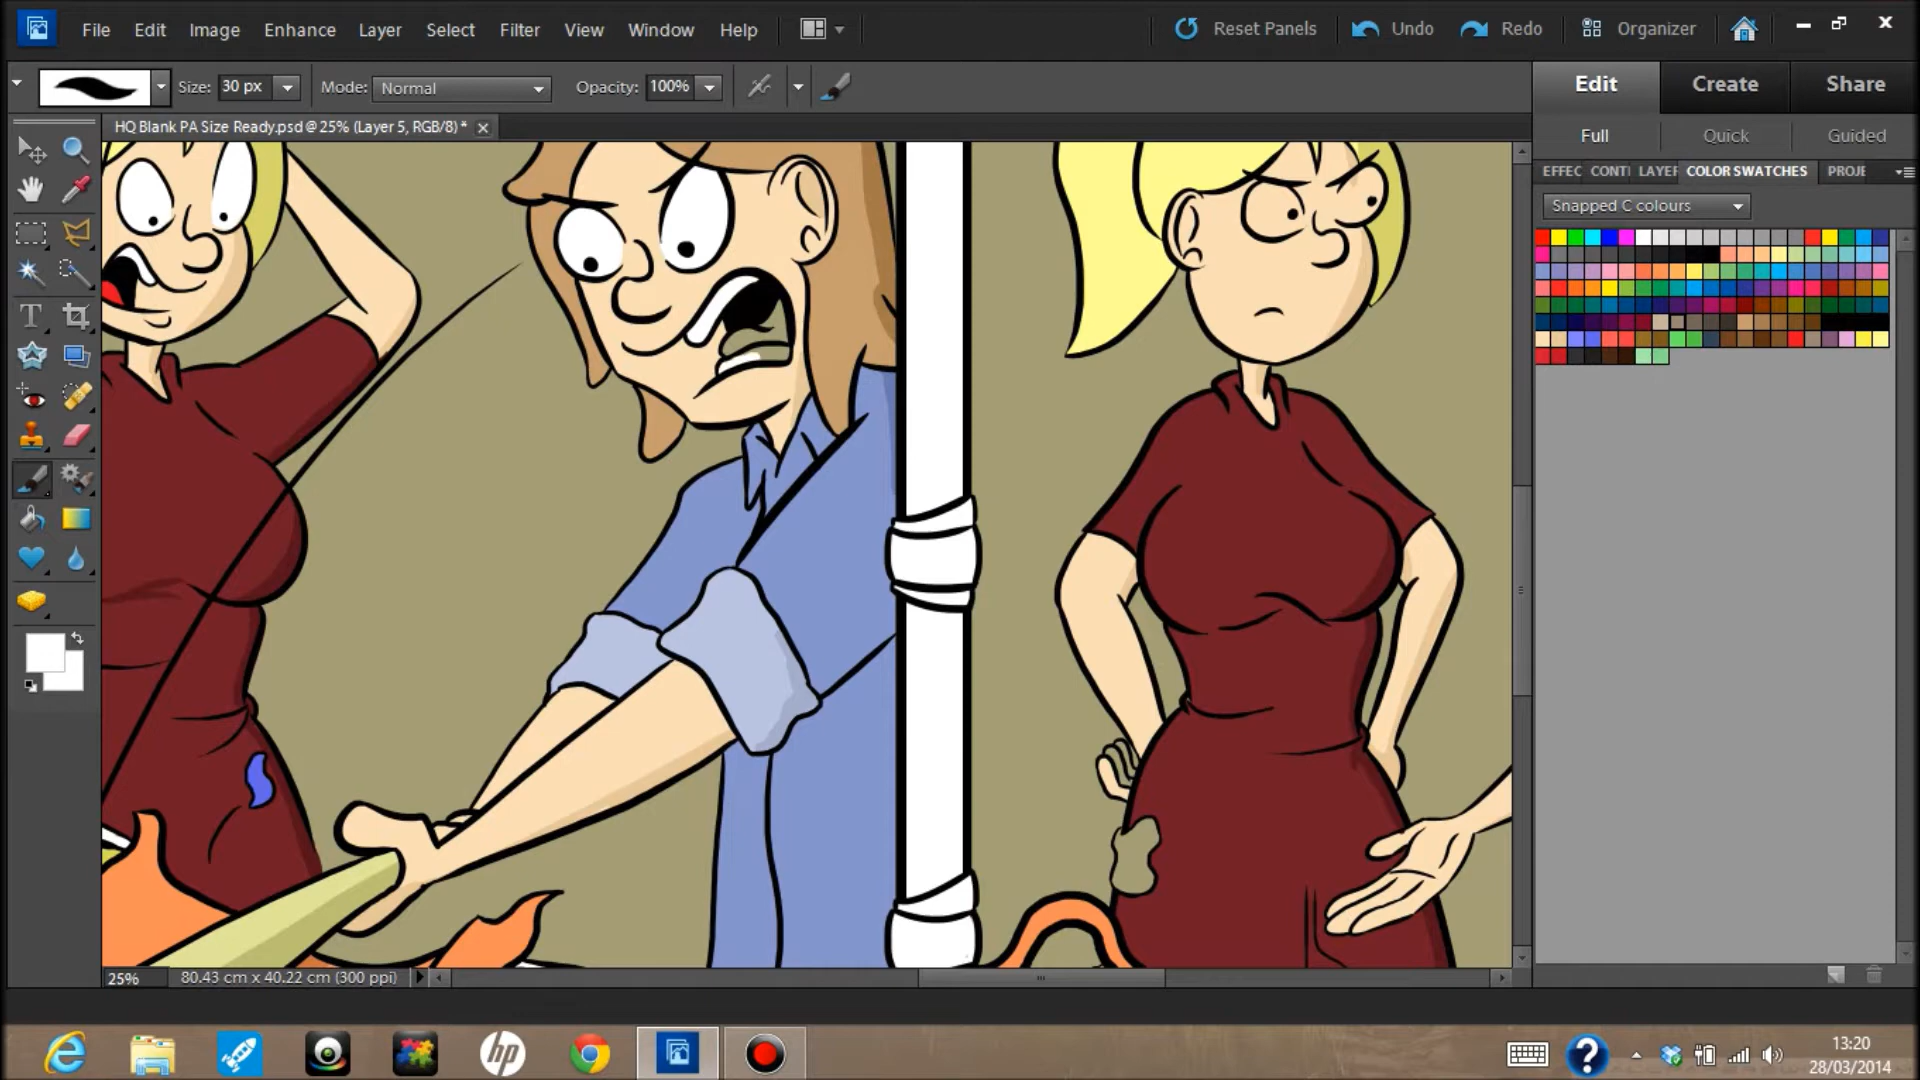 File Edit Image Enhance Layer Select Filter View Window Help Reset Panels Undo Redo Organizer
Size: 30 px Mode: Normal Opacity: 100% Edit Create Share
HQ Blank PA Size Ready.psd @ 25% (Layer 5, RGB/8) * Full Quick Guided
EFFEC CONTI LAYER COLOR SWATCHES PROJE
Snapped C colours
T
25% 80.43 cm x 40.22 cm (300 ppi)
hp
?
13:20
28/03/2014